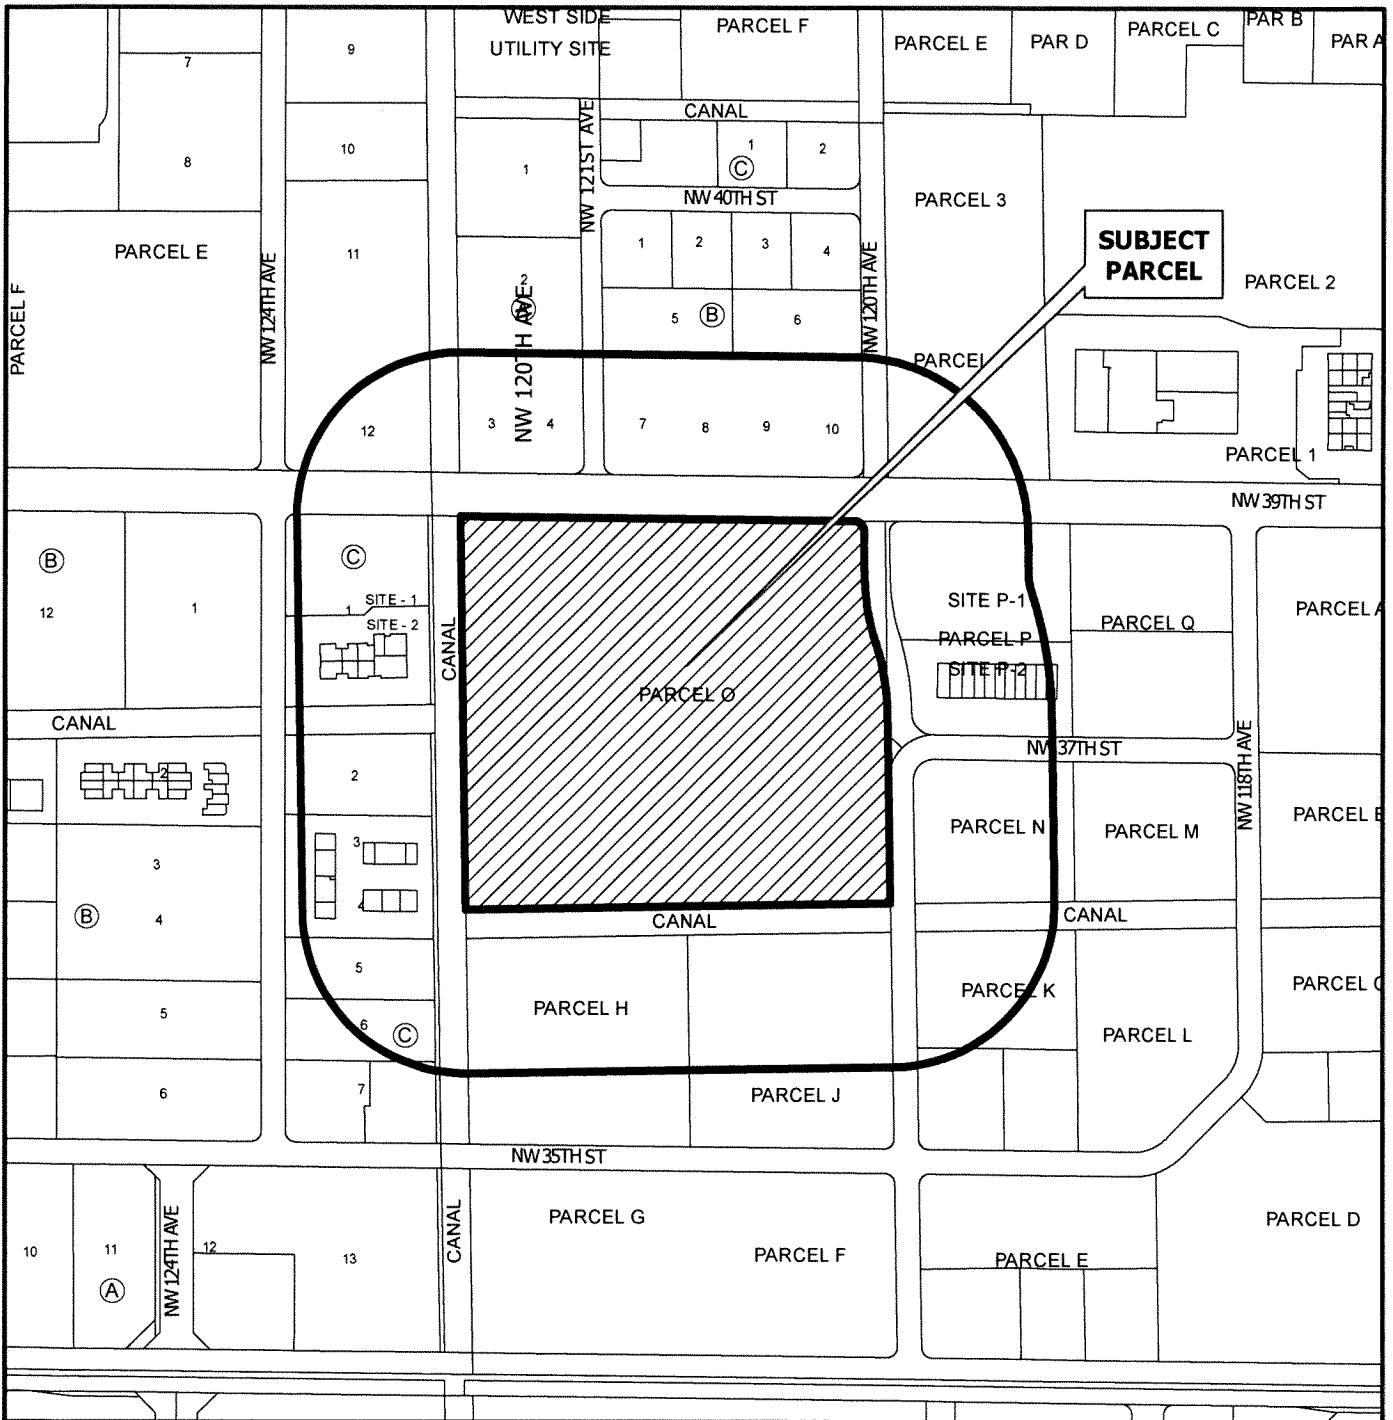 WEST SIDE
UTILITY SITE
PARCEL F
PARCEL E
PAR D
PARCEL C
PAR B
PAR A
7
9
CANAL
8
10
1
NW 121ST AVE
1
2
C
NW 40TH ST
PARCEL 3
SUBJECT
PARCEL
PARCEL E
NW 124TH AVE
11
2
NW 120TH AVE
1
2
3
4
NW 120TH AVE
PARCEL 2
PARCEL F
5
B
6
PARCEL
12
3
4
7
8
9
10
PARCEL 1
NW 39TH ST
B
12
1
C
1
SITE - 1
SITE - 2
CANAL
PARCEL O
SITE P-1
PARCEL P
SITE P-2
PARCEL Q
PARCEL A
CANAL
NW 37TH ST
NW 118TH AVE
2
2
3
3
4
B
4
PARCEL N
PARCEL M
PARCEL B
CANAL
CANAL
5
5
6
C
PARCEL H
PARCEL K
PARCEL L
PARCEL C
6
7
PARCEL J
NW 35TH ST
10
11
A
NW 124TH AVE
12
13
CANAL
PARCEL G
PARCEL F
PARCEL E
PARCEL D